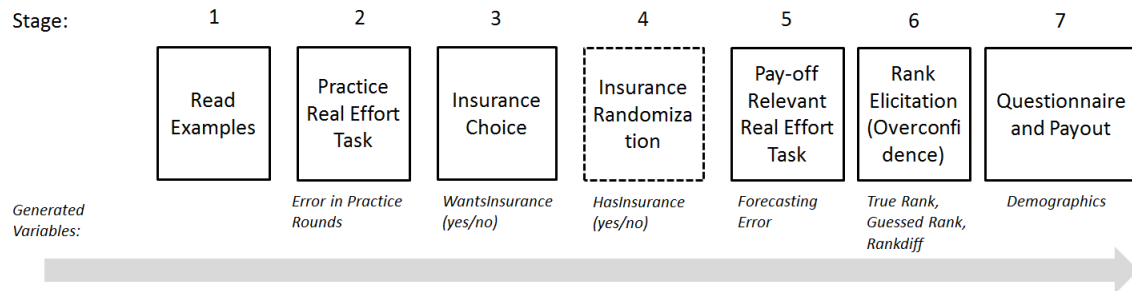 Stage:
1
2
3
4
5
6
7
Read
Examples
Practice
Real Effort
Task
Insurance
Choice
Insurance
Randomiza
tion
Pay-off
Relevant
Real Effort
Task
Rank
Elicitation
(Overconfi
dence)
Questionnaire
and Payout
Generated
Variables:
Error in Practice
Rounds
WantsInsurance
(yes/no)
HasInsurance
(yes/no)
Forecasting
Error
True Rank,
Guessed Rank,
Rankdiff
Demographics